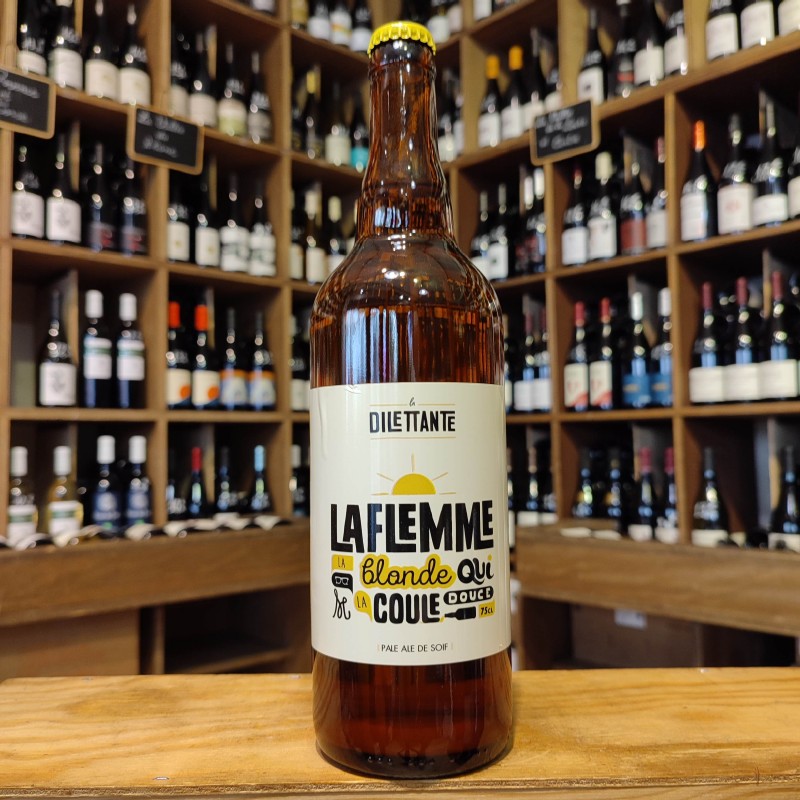 la
DILETTANTE
LAFLEMME
LA blonde QUI
SE LA COULE DOUCE
75CL
PALE ALE DE SOIF